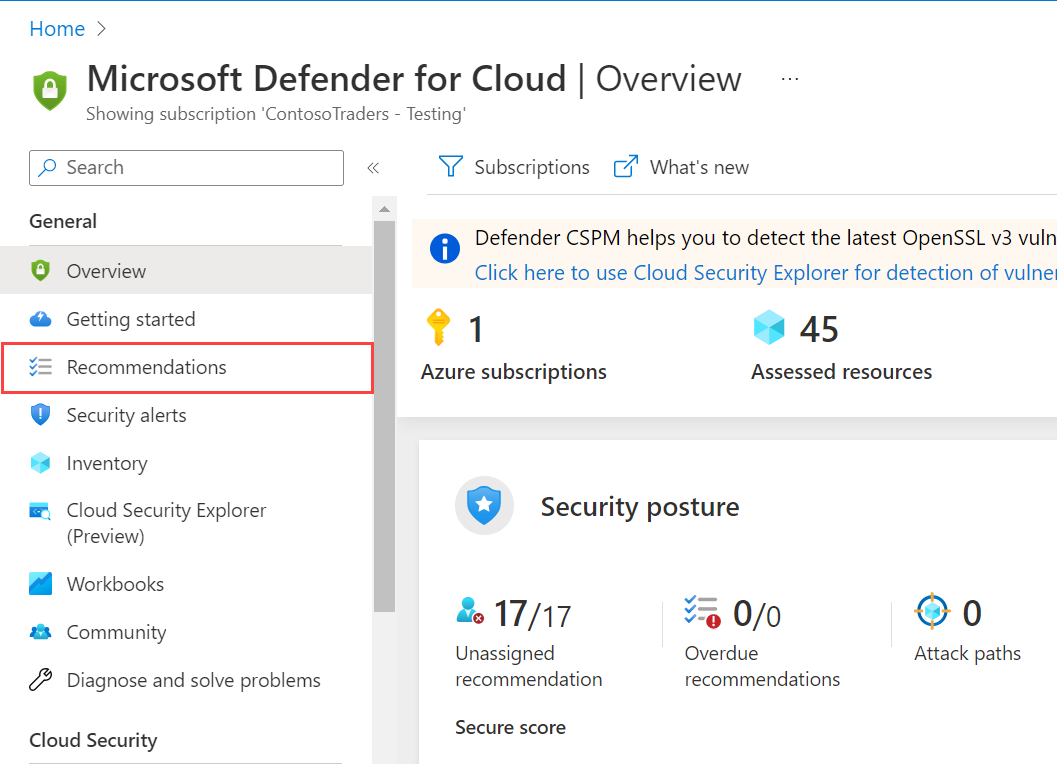 Home
Microsoft Defender for Cloud | Overview ...
Showing subscription 'ContosoTraders - Testing'
Search
«
Subscriptions
What's new
General
Overview
Getting started
Recommendations
Security alerts
Inventory
Cloud Security Explorer
(Preview)
Workbooks
Community
Diagnose and solve problems
Cloud Security
Defender CSPM helps you to detect the latest OpenSSL v3 vuln
Click here to use Cloud Security Explorer for detection of vulner
1
Azure subscriptions
45
Assessed resources
Security posture
17/17
Unassigned
recommendation
0/0
Overdue
recommendations
0
Attack paths
Secure score